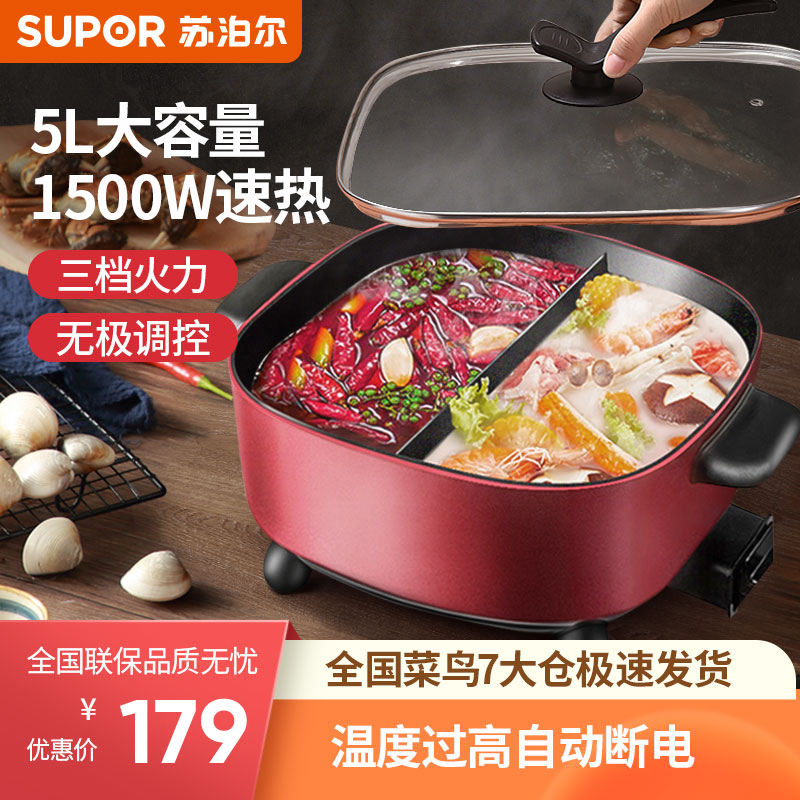 SUPOR 苏泊尔
5L大容量
1500W速热
三档火力
无极调控
全国联保品质无忧
¥
优惠价 179
全国菜鸟7大仓极速发货
温度过高自动断电